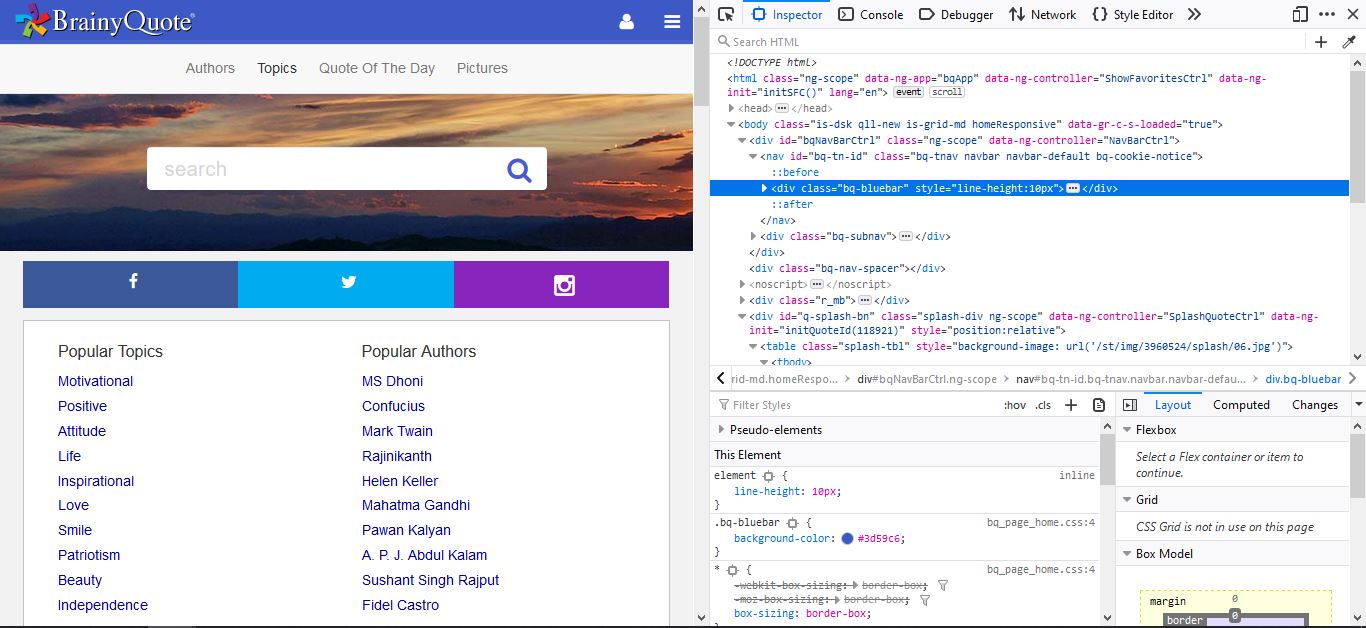 BrainyQuote®
Authors Topics Quote Of The Day Pictures
search
Popular Topics
Motivational
Positive
Attitude
Life
Inspirational
Love
Smile
Patriotism
Beauty
Independence
Popular Authors
MS Dhoni
Confucius
Mark Twain
Rajinikanth
Helen Keller
Mahatma Gandhi
Pawan Kalyan
A. P. J. Abdul Kalam
Sushant Singh Rajput
Fidel Castro
Inspector Console Debugger Network {} Style Editor
Search HTML
<!DOCTYPE html>
<html class="ng-scope" data-ng-app="bqApp" data-ng-controller="ShowFavoritesCtrl" data-ng-
init="initSFC()" lang="en"> event scroll
<head> ••• </head>
<body class="is-dsk qll-new is-grid-md homeResponsive" data-gr-c-s-loaded="true">
<div id="bqNavBarCtrl" class="ng-scope" data-ng-controller="NavBarCtrl">
<nav id="bq-tn-id" class="bq-tnav navbar navbar-default bq-cookie-notice">
::before
<div class="bq-bluebar" style="line-height:10px"> ••• </div>
::after
</nav>
<div class="bq-subnav"> ••• </div>
</div>
<div class="bq-nav-spacer"></div>
<noscript> ••• </noscript>
<div class="r_mb"> ••• </div>
<div id="q-splash-bn" class="splash-div ng-scope" data-ng-controller="SplashQuoteCtrl" data-ng-
init="initQuoteId(118921)" style="position:relative">
<table class="splash-tbl" style="background-image: url('/st/img/3960524/splash/06.jpg')">
<tbody>
rid-md.homeRespo... > div#bqNavBarCtrl.ng-scope > nav#bq-tn-id.bq-tnav.navbar.navbar-defau... > div.bq-bluebar
Filter Styles :hov .cls +
Pseudo-elements
This Element
element { inline
line-height: 10px;
}
.bq-bluebar { bq_page_home.css:4
background-color: #3d59c6;
}
* { bq_page_home.css:4
-webkit-box-sizing: border-box;
-moz-box-sizing: border-box;
box-sizing: border-box;
Layout Computed Changes
Flexbox
Select a Flex container or item to
continue.
Grid
CSS Grid is not in use on this page
Box Model
margin 0
border 0